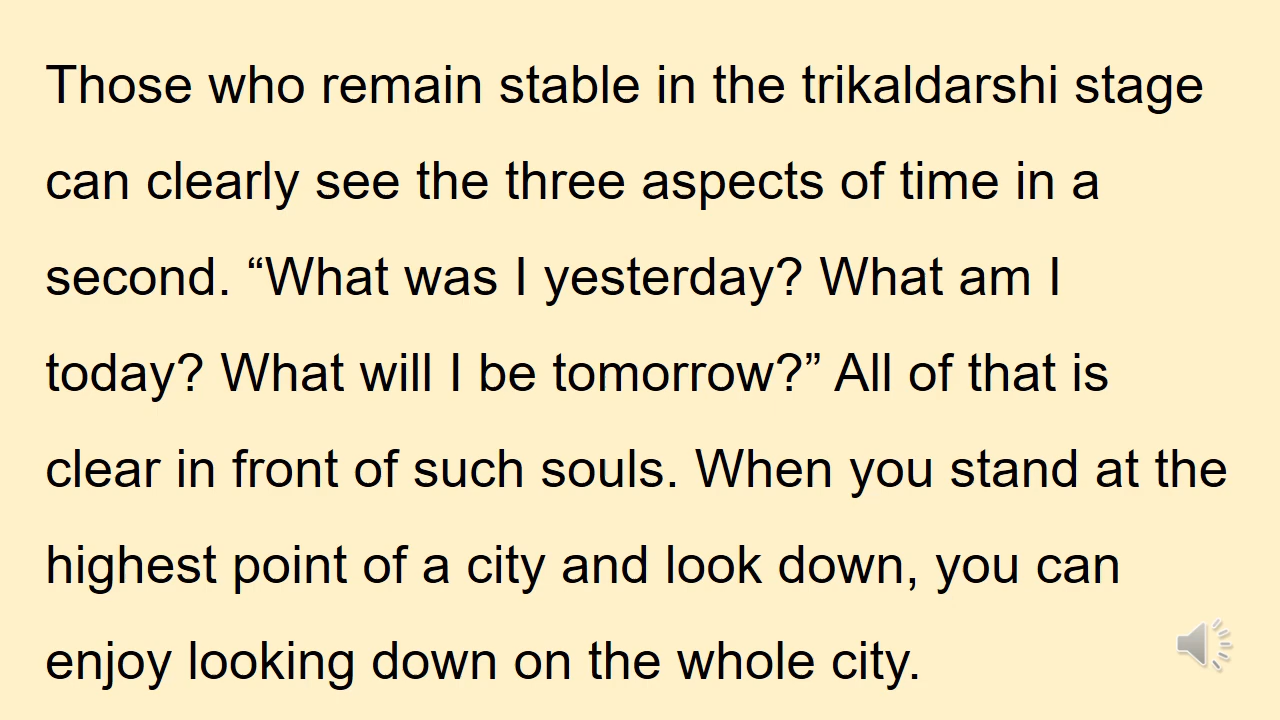 Those who remain stable in the trikaldarshi stage
can clearly see the three aspects of time in a
second. “What was I yesterday? What am I
today? What will I be tomorrow?” All of that is
clear in front of such souls. When you stand at the
highest point of a city and look down, you can
enjoy looking down on the whole city.